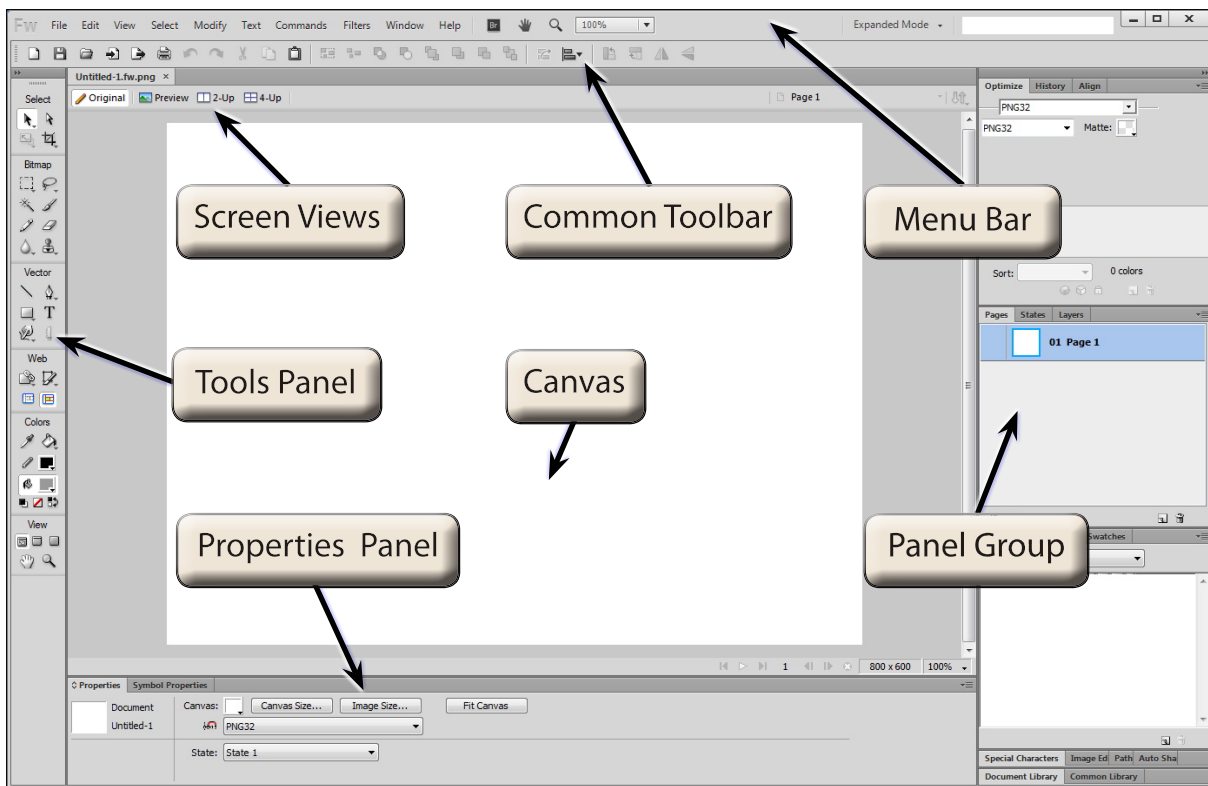 Fw File Edit View Select Modify Text Commands Filters Window Help Br 100% Expanded Mode
Untitled-1.fw.png ×
Original Preview 2-Up 4-Up Page 1
Select
Bitmap
Vector
T
Web
Colors
View
Screen Views
Common Toolbar
Menu Bar
Tools Panel
Canvas
Properties Panel
Panel Group
Optimize History Align
PNG32
PNG32 Matte:
Sort: 0 colors
Pages States Layers
01 Page 1
Swatches
1 800 x 600 100%
Properties Symbol Properties
Document Canvas: Canvas Size... Image Size... Fit Canvas
Untitled-1 PNG32
State: State 1
Special Characters Image Ed Path Auto Sha
Document Library Common Library